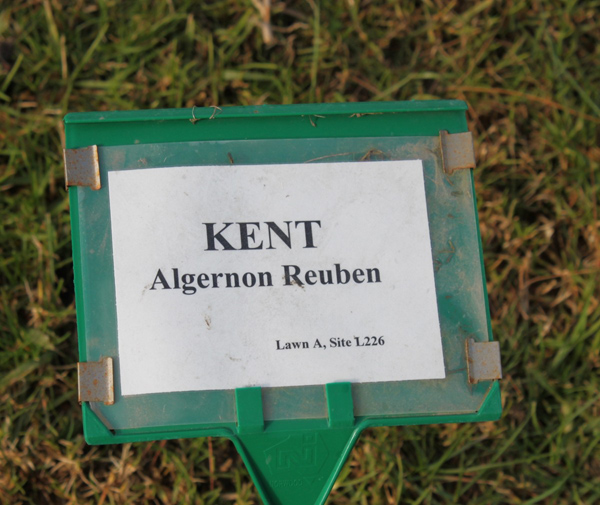 KENT
Algernon Reuben
Lawn A, Site L226